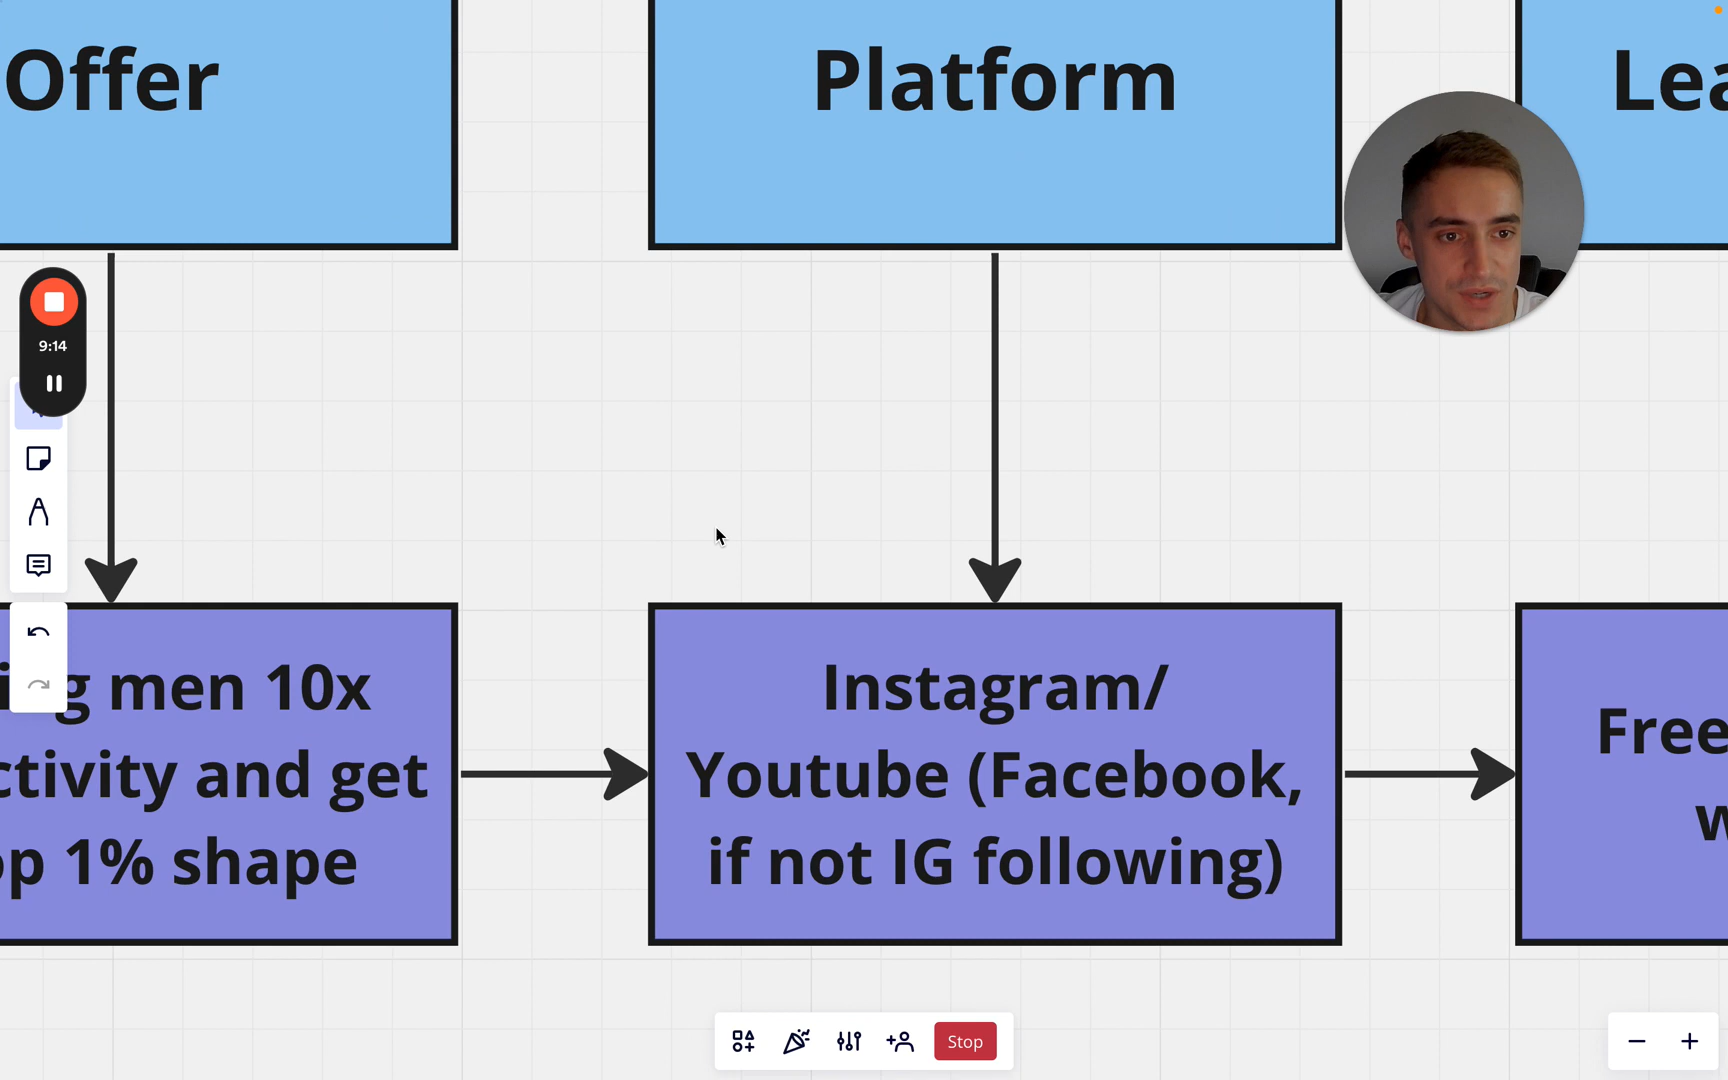 Offer
Platform
9:14
g men 10x
ctivity and get
op 1% shape
Instagram/
Youtube (Facebook,
if not IG following)
Free
Stop